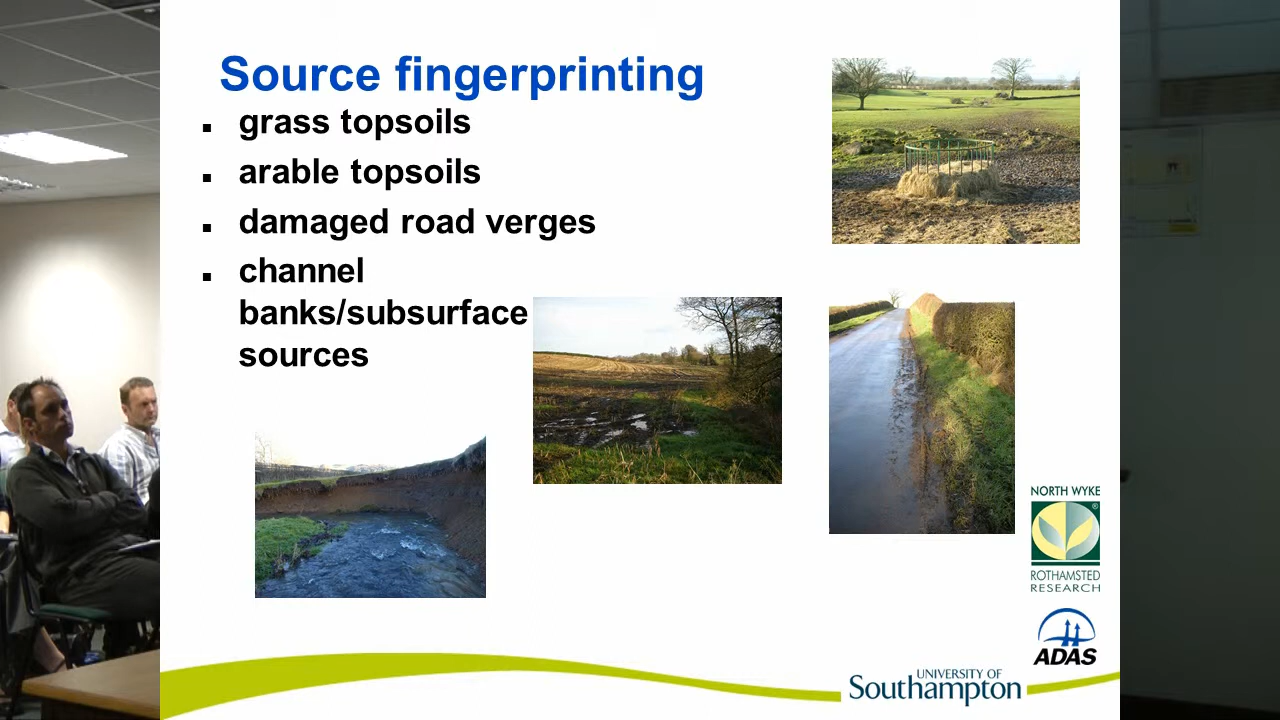 Source fingerprinting
grass topsoils
arable topsoils
damaged road verges
channel
banks/subsurface
sources
NORTH WYKE
®
ROTHAMSTED
RESEARCH
ADAS
UNIVERSITY OF
Southampton